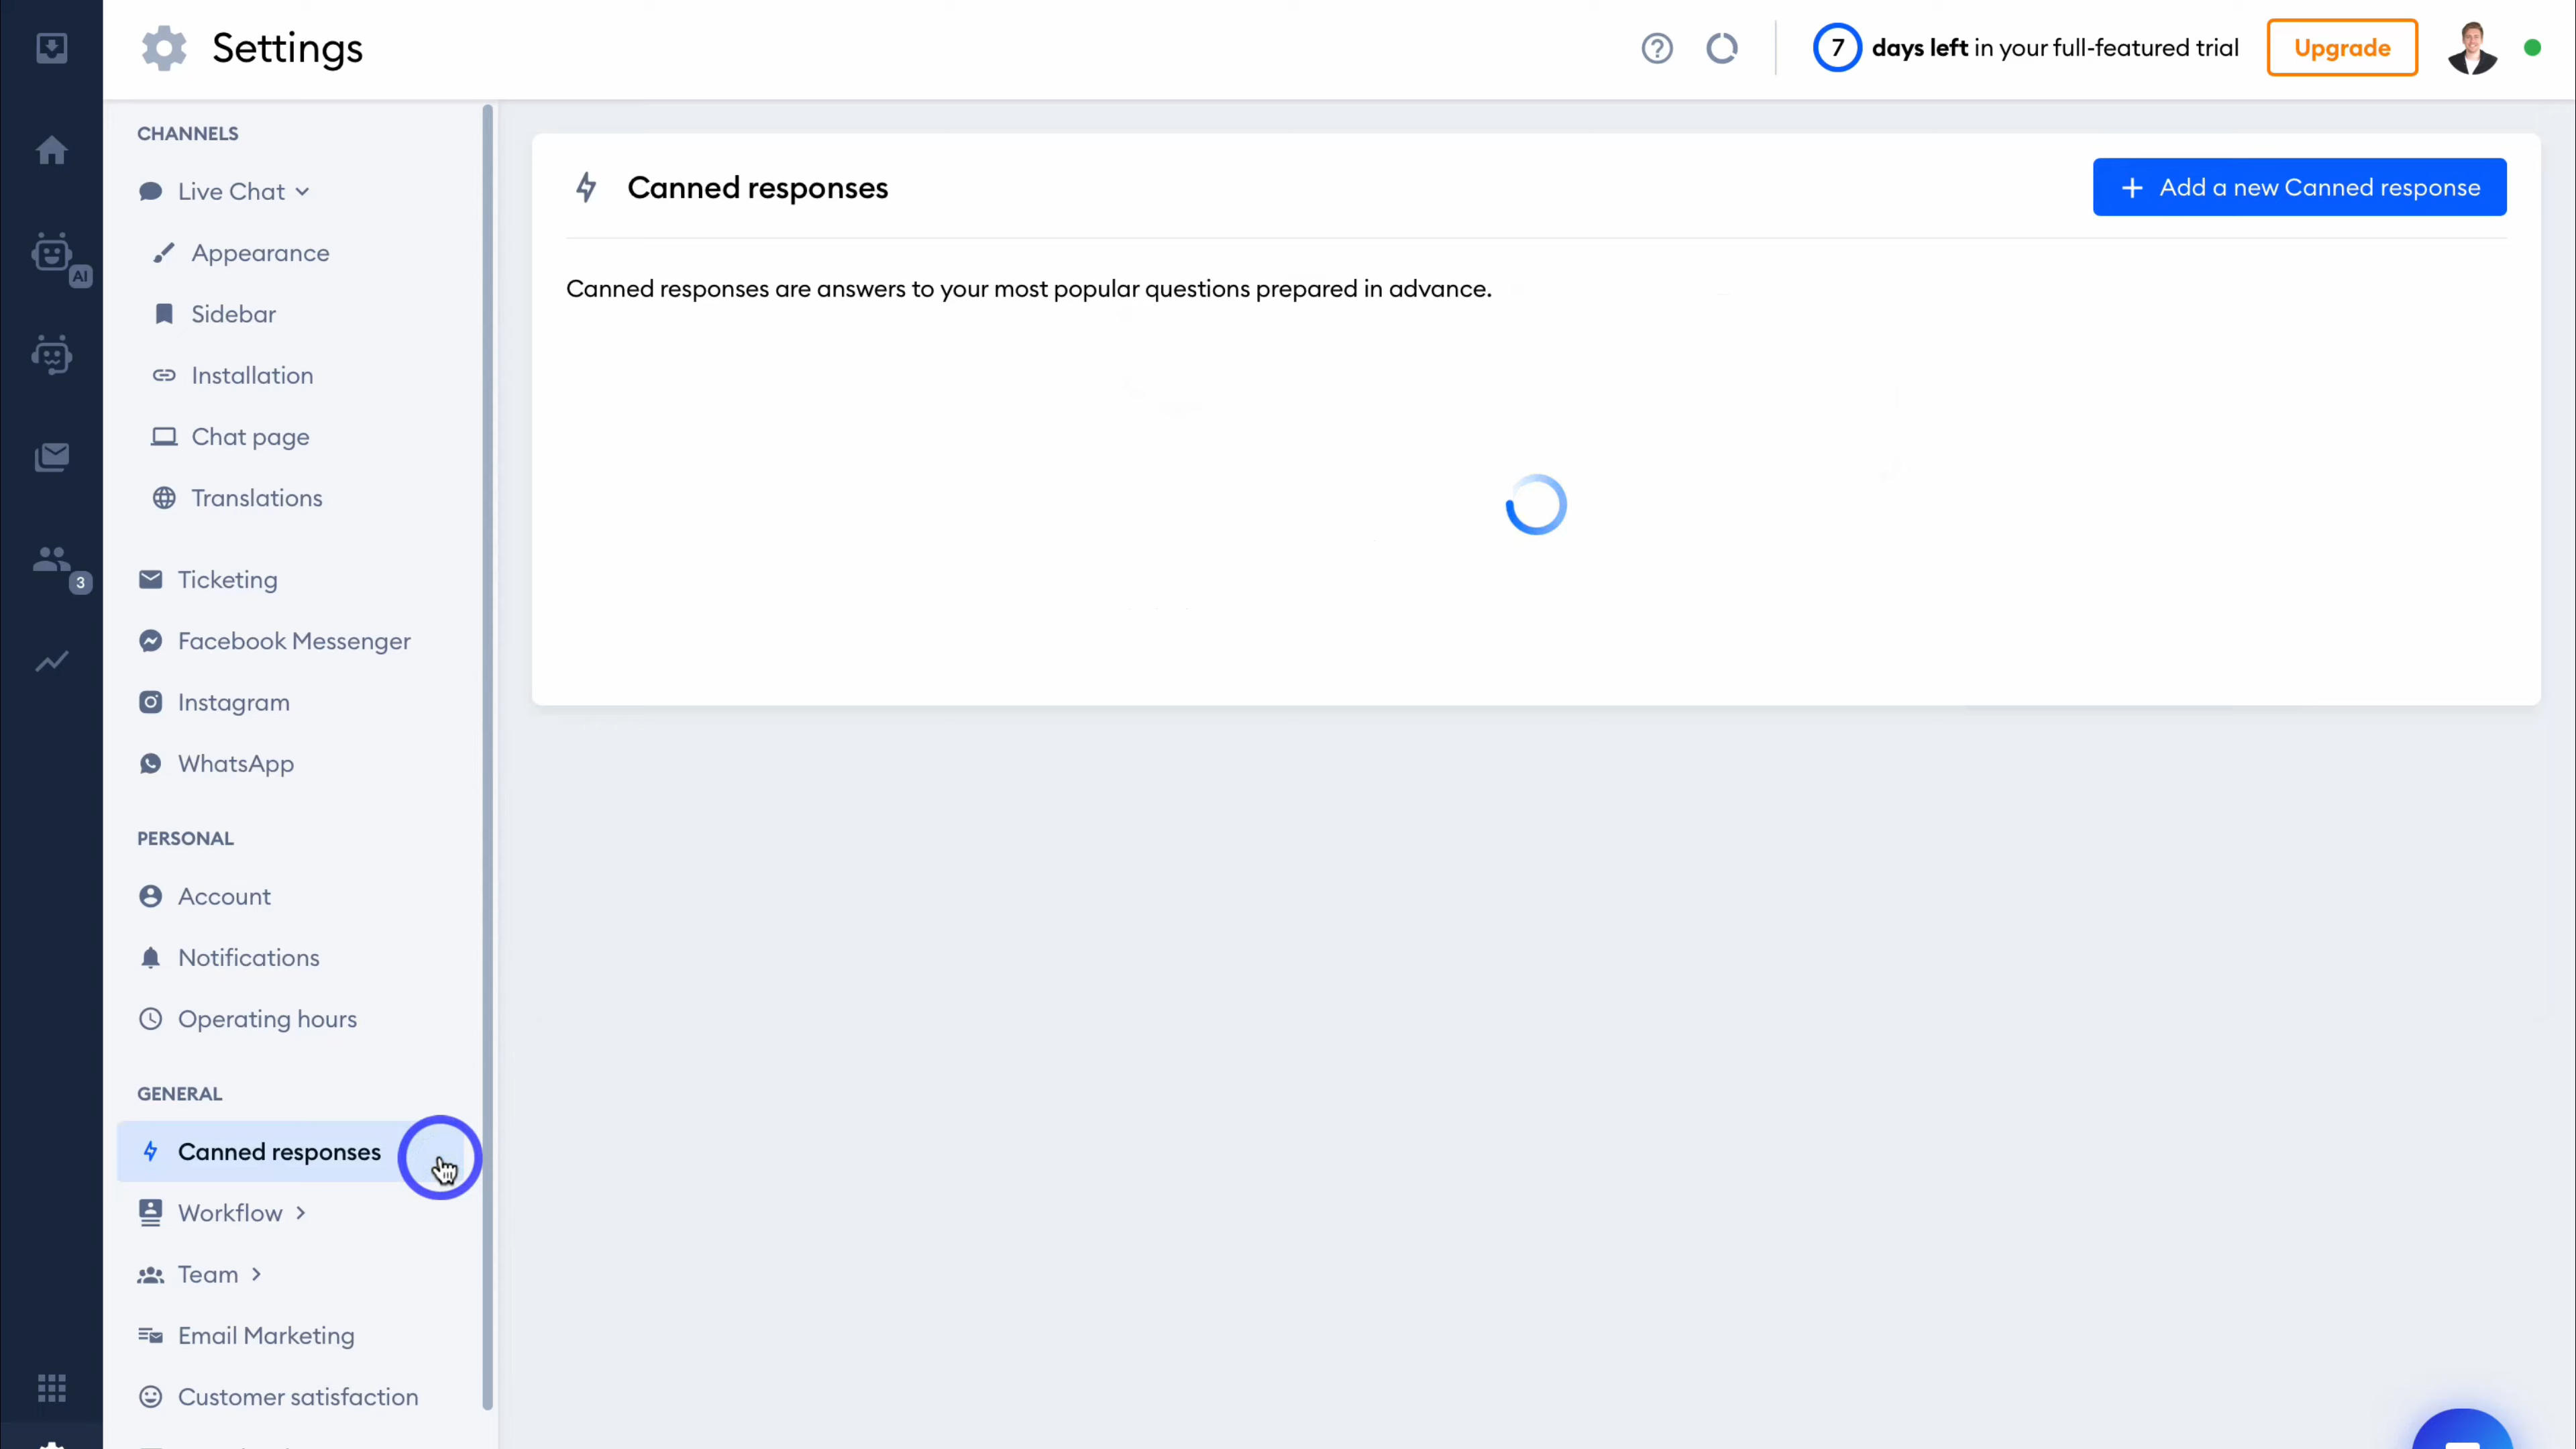 Settings
7 days left in your full-featured trial
Upgrade
AI
3
CHANNELS
Live Chat
Appearance
Sidebar
Installation
Chat page
Translations
Ticketing
Facebook Messenger
Instagram
WhatsApp
PERSONAL
Account
Notifications
Operating hours
GENERAL
Canned responses
Workflow
Team
Email Marketing
Customer satisfaction
Canned responses
+ Add a new Canned response
Canned responses are answers to your most popular questions prepared in advance.